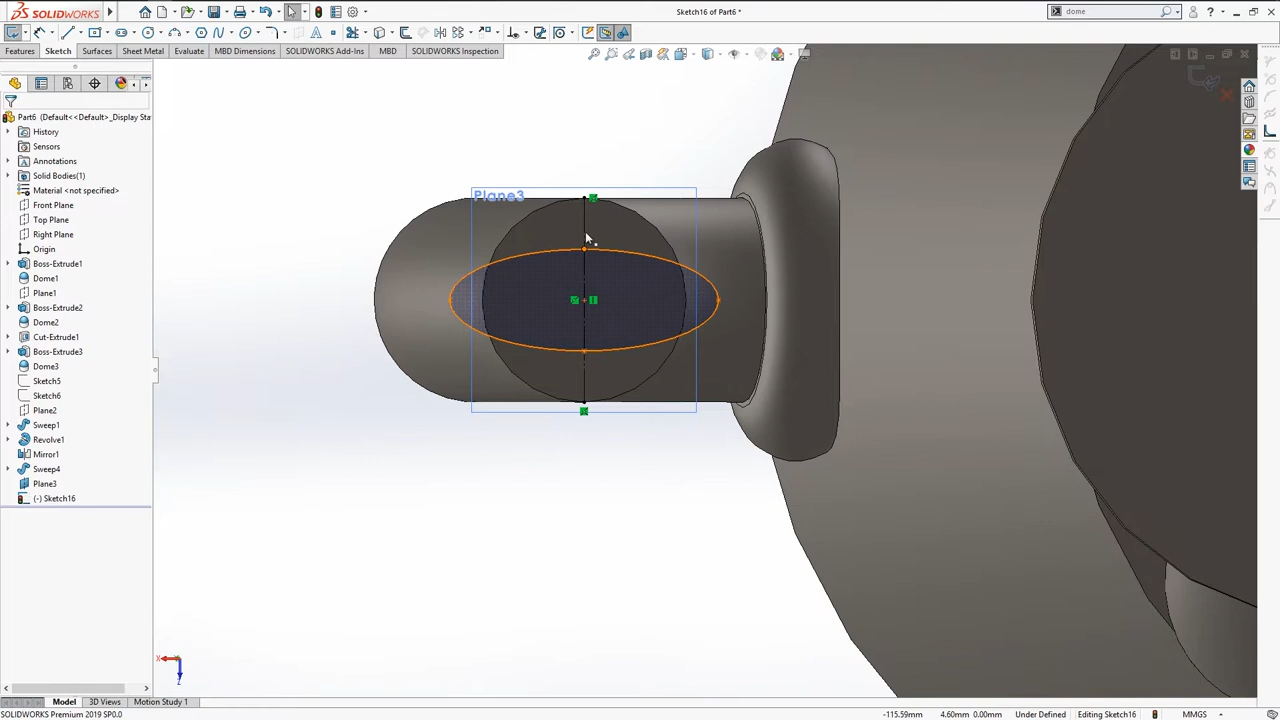 SOLIDWORKS
Sketch16 of Part6 *
dome
Features
Sketch
Surfaces
Sheet Metal
Evaluate
MBD Dimensions
SOLIDWORKS Add-Ins
MBD
SOLIDWORKS Inspection
Part6 (Default<<Default>_Display Sta
History
Sensors
Annotations
Solid Bodies(1)
Material <not specified>
Front Plane
Top Plane
Right Plane
Origin
Boss-Extrude1
Dome1
Plane1
Boss-Extrude2
Dome2
Cut-Extrude1
Boss-Extrude3
Dome3
Sketch5
Sketch6
Plane2
Sweep1
Revolve1
Mirror1
Sweep4
Plane3
(-) Sketch16
Plane3
X
Z
Model
3D Views
Motion Study 1
SOLIDWORKS Premium 2019 SP0.0
-115.59mm
4.60mm 0.00mm
Under Defined
Editing Sketch16
MMGS